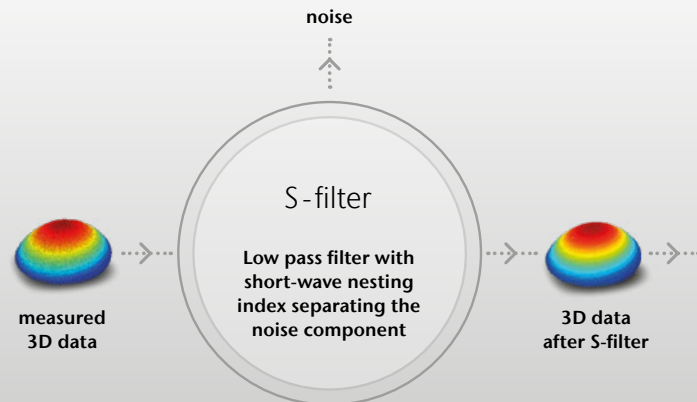 noise
S-filter
Low pass filter with
short-wave nesting
index separating the
noise component
measured
3D data
3D data
after S-filter